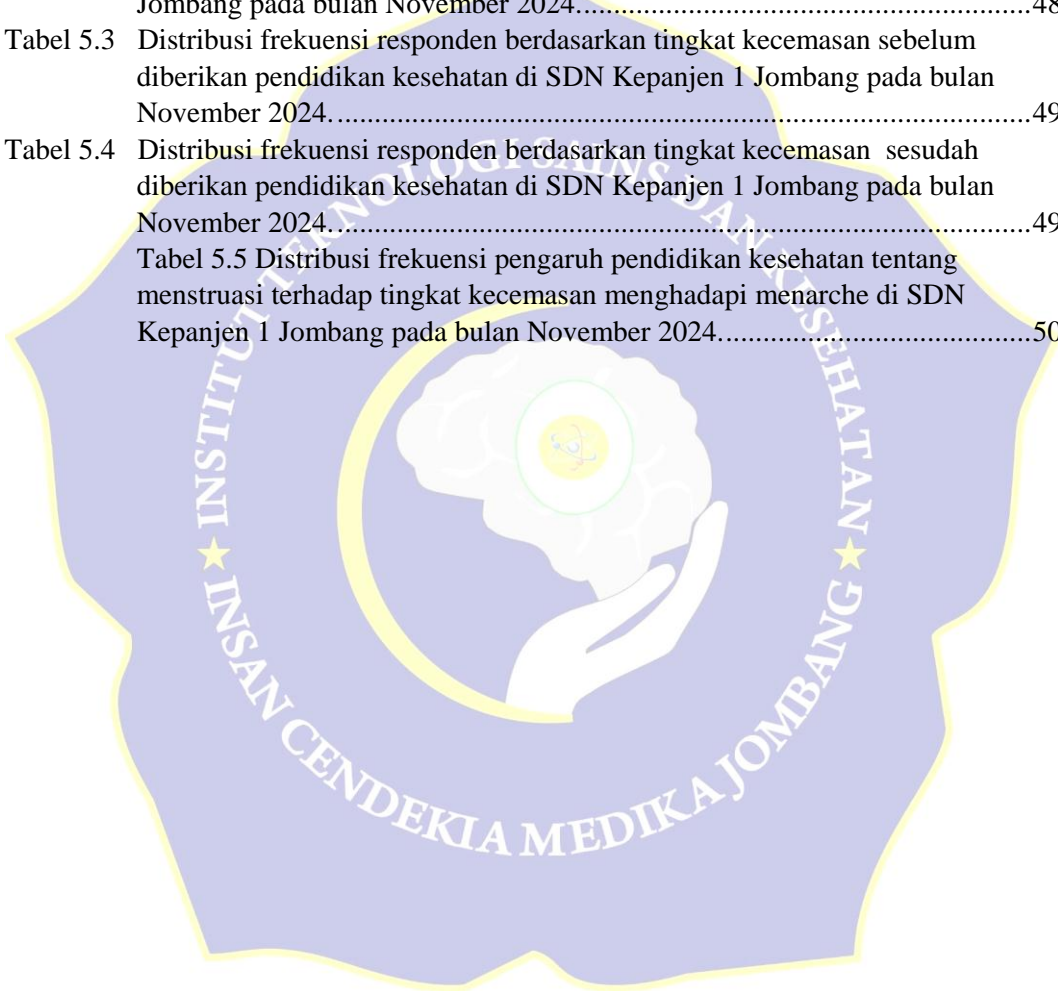 Jombang pada bulan November 2024.......................................................................48
Tabel 5.3 Distribusi frekuensi responden berdasarkan tingkat kecemasan sebelum
diberikan pendidikan kesehatan di SDN Kepanjen 1 Jombang pada bulan
November 2024........................................................................................................49
Tabel 5.4 Distribusi frekuensi responden berdasarkan tingkat kecemasan  sesudah
diberikan pendidikan kesehatan di SDN Kepanjen 1 Jombang pada bulan
November 2024........................................................................................................49
Tabel 5.5 Distribusi frekuensi pengaruh pendidikan kesehatan tentang
menstruasi terhadap tingkat kecemasan menghadapi menarche di SDN
Kepanjen 1 Jombang pada bulan November 2024.......................................50
INSTITUT TEKNOLOGI SAINS DAN KESEHATAN
INSAN CENDEKIA MEDIKA JOMBANG